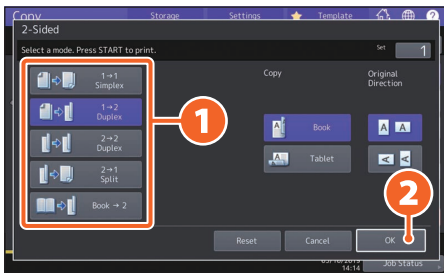 Copy Storage Settings Template ?
2-Sided
Select a mode. Press START to print.
Set 1
1→1
Simplex
1→2
Duplex
2→2
Duplex
2→1
Split
Book → 2
1
Copy
Book
Tablet
Original
Direction
A A
A A
2
Reset Cancel OK
14:14 Job Status